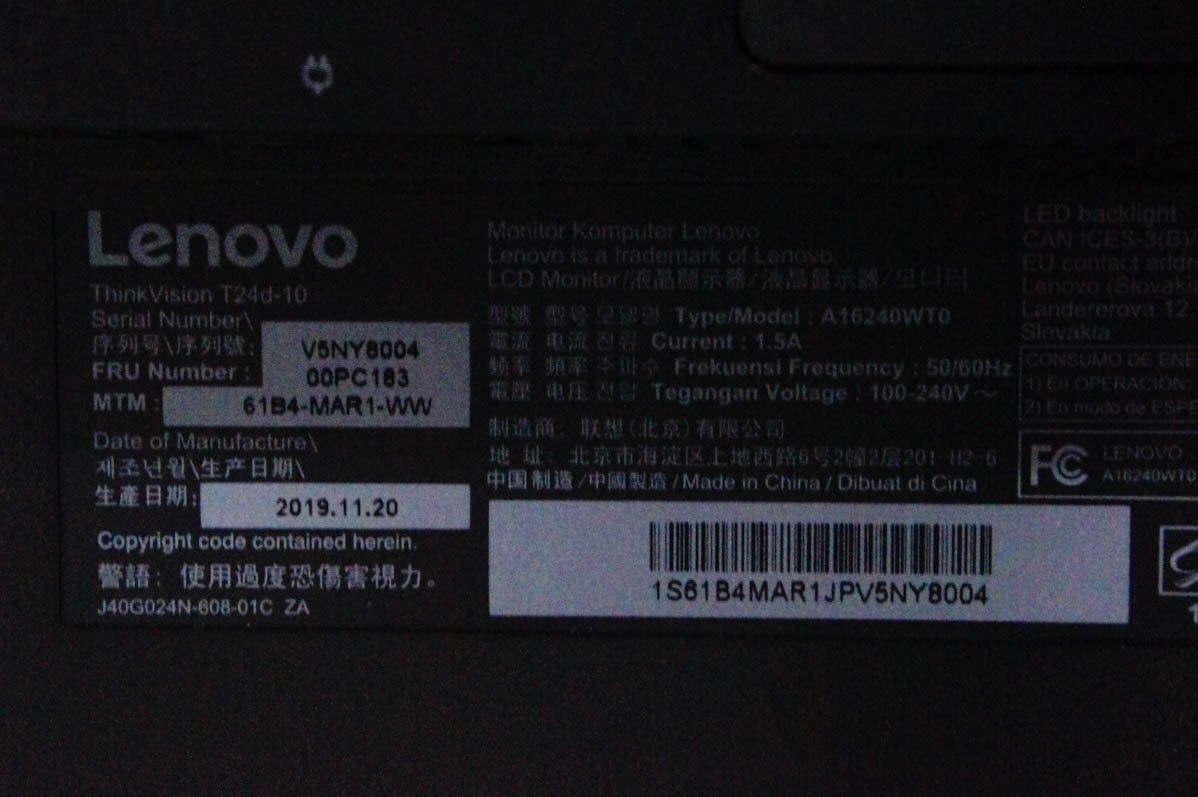 Lenovo
ThinkVision T24d-10
Serial Number\
序列号\序列號: V5NY8004
FRU Number : 00PC183
MTM : 61B4-MAR1-WW
Date of Manufacture\
제조년월\生产日期\
生產日期: 2019.11.20
Copyright code contained herein.
警語: 使用過度恐傷害視力。
J40G024N-608-01C ZA
Monitor Komputer Lenovo
Lenovo is a trademark of Lenovo
LCD Monitor/液晶顯示器/液晶显示器/모니터
型號 型号 모델명 Type/Model : A16240WT0
電流 电流 전류 Current : 1.5A
頻率 頻率 주파수 Frekuensi Frequency : 50/60Hz
電壓 电压 전압 Tegangan Voltage : 100-240V～
制造商: 联想(北京)有限公司
地 址: 北京市海淀区上地西路6号2幢2层201-H2-6
中国制造/中國製造/Made in China / Dibuat di Cina
1S61B4MAR1JPV5NY8004
LED backlight
CAN ICES-3(B)
EU contact
Lenovo (Slovakia
Landererova 12,
Slovakia
CONSUMO DE
1) En OPERACIÓN:
2) En modo de
FC LENOVO
A16240WT0